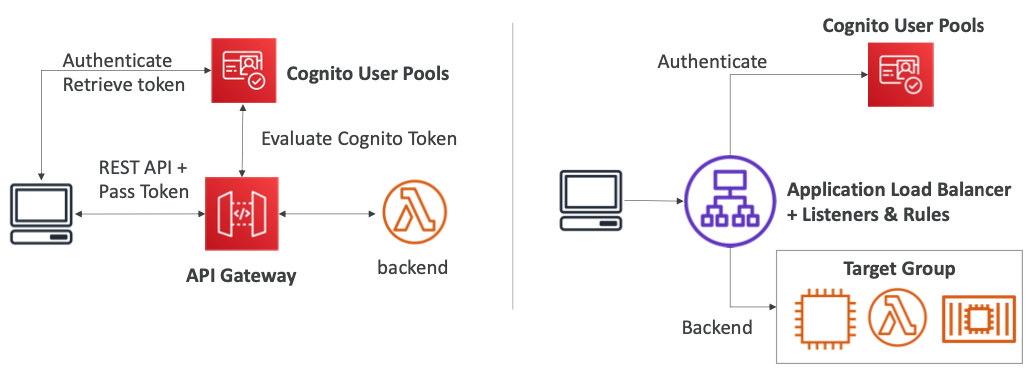 Authenticate
Retrieve token
Cognito User Pools
Evaluate Cognito Token
REST API +
Pass Token
</>
API Gateway
backend
Cognito User Pools
Authenticate
Application Load Balancer
+ Listeners & Rules
Target Group
Backend